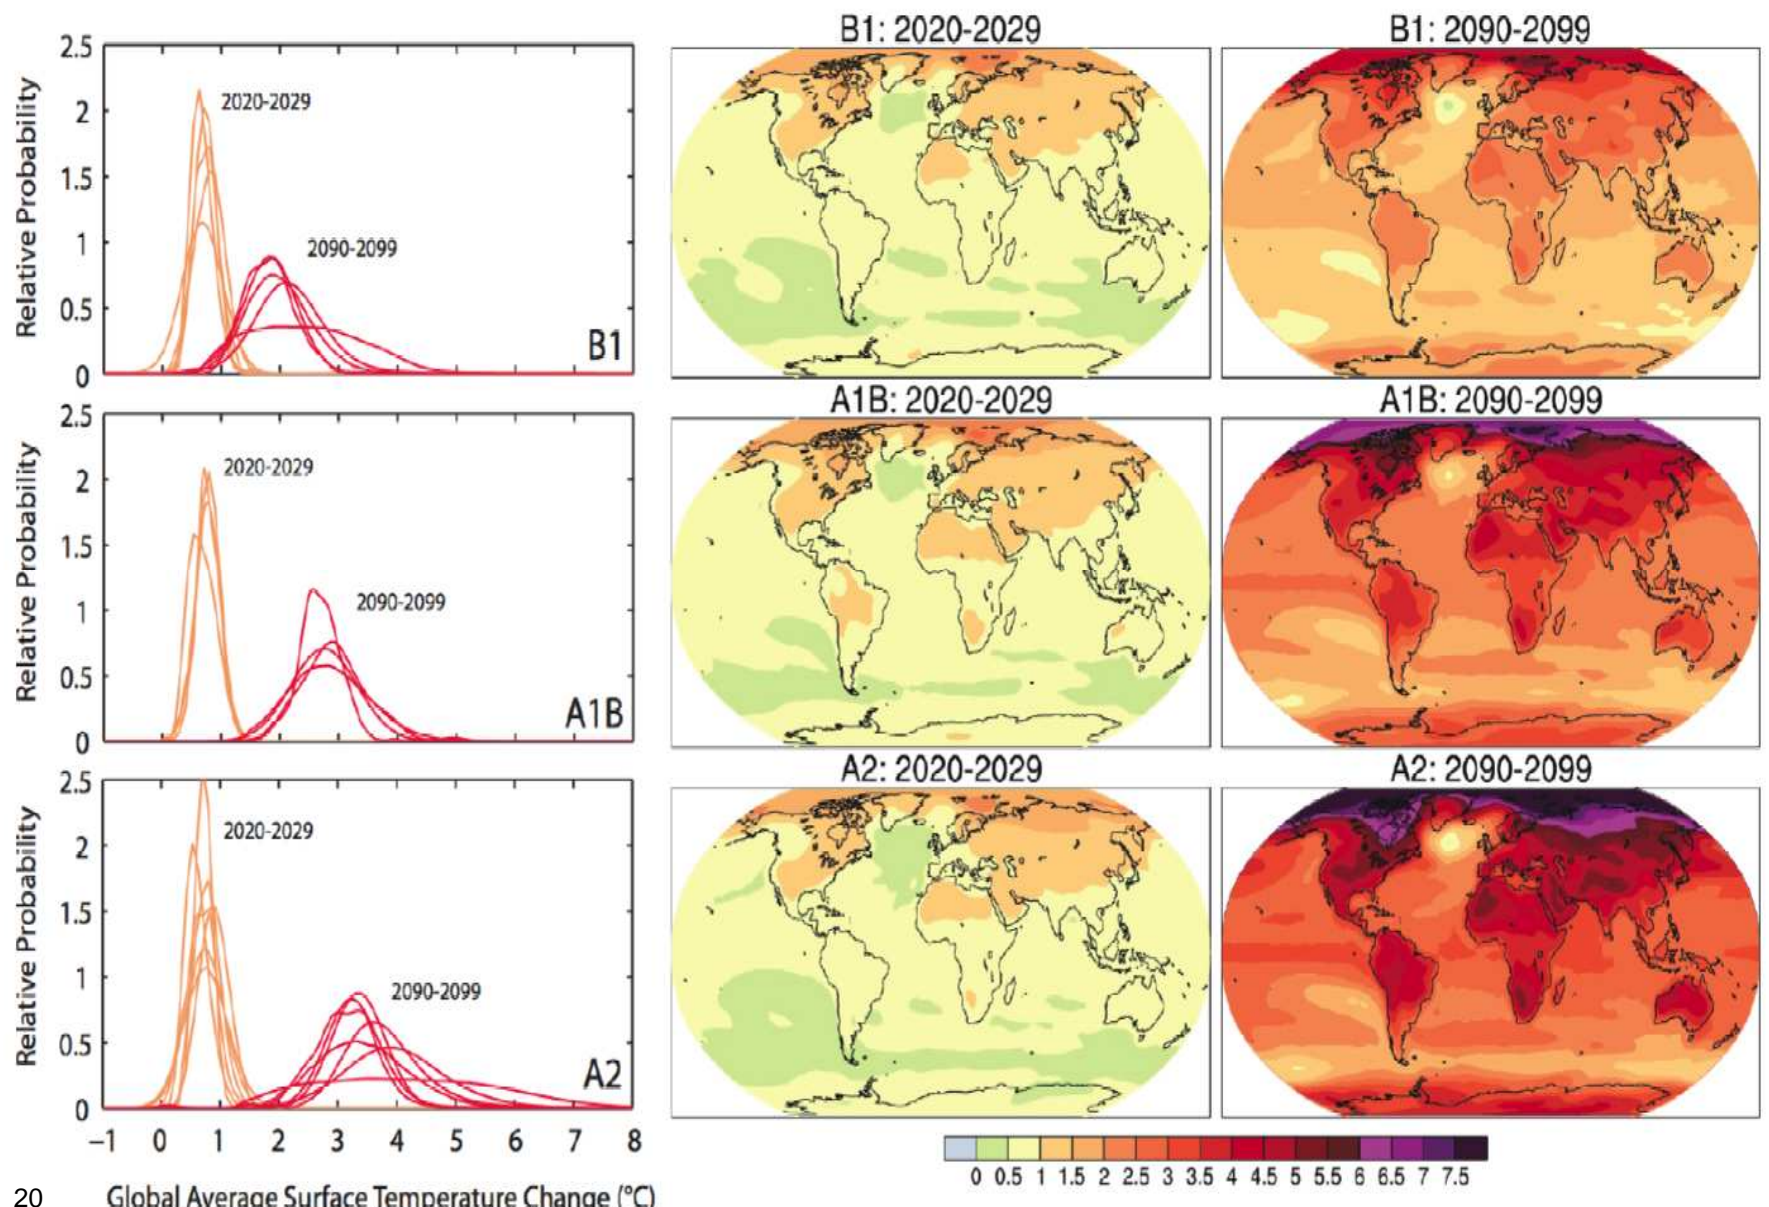 B1: 2020-2029
B1: 2090-2099
2.5
2
1.5
1
0.5
0
Relative Probability
2020-2029
2090-2099
B1
A1B: 2020-2029
A1B: 2090-2099
2.5
2
1.5
1
0.5
0
Relative Probability
2020-2029
2090-2099
A1B
A2: 2020-2029
A2: 2090-2099
2.5
2
1.5
1
0.5
0
Relative Probability
2020-2029
2090-2099
A2
−1 0 1 2 3 4 5 6 7 8
0 0.5 1 1.5 2 2.5 3 3.5 4 4.5 5 5.5 6 6.5 7 7.5
20
Global Average Surface Temperature Change (°C)